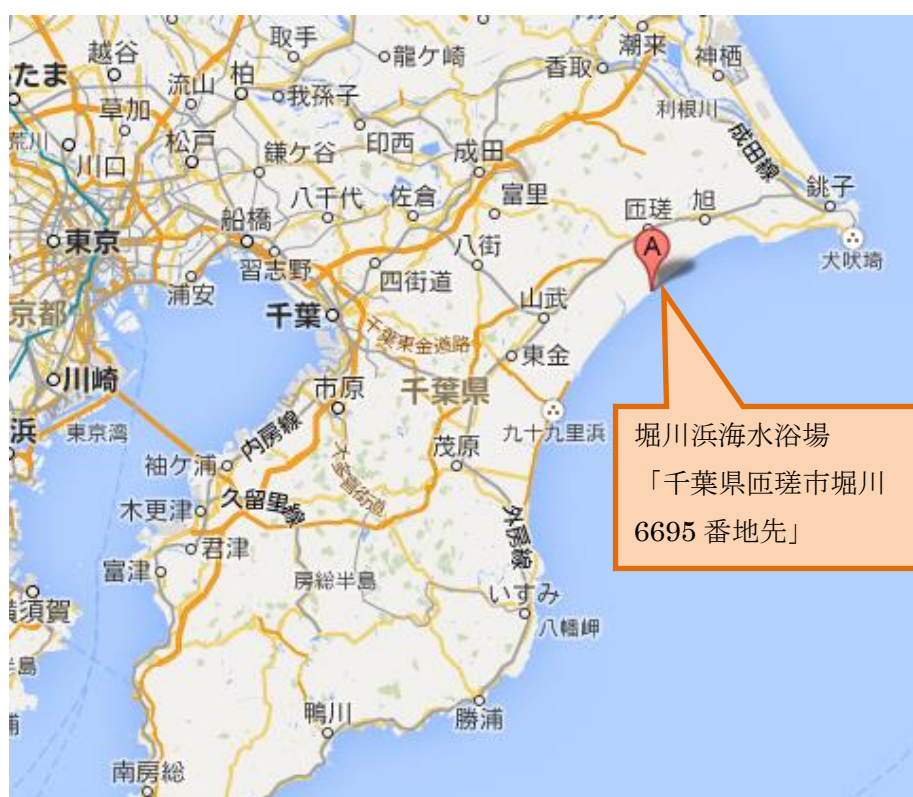 取手
潮来
越谷
龍ケ崎
神栖
香取
柏
流山
たま
我孫子
利根川
草加
荒川
松戸
印西
成田
成田線
川口
鎌ケ谷
富里
銚子
八千代
佐倉
匝瑳
旭
船橋
東京
八街
犬吠埼
習志野
四街道
浦安
A
京都
千葉
山武
千葉東金道路
東金
川崎
市原
千葉県
浜
東京湾
内房線
九十九里浜
堀川浜海水浴場
「千葉県匝瑳市堀川
6695 番地先」
茂原
袖ケ浦
久留里線
木更津
外房線
君津
富津
房総半島
いすみ
横須賀
八幡岬
島
鴨川
勝浦
南房総